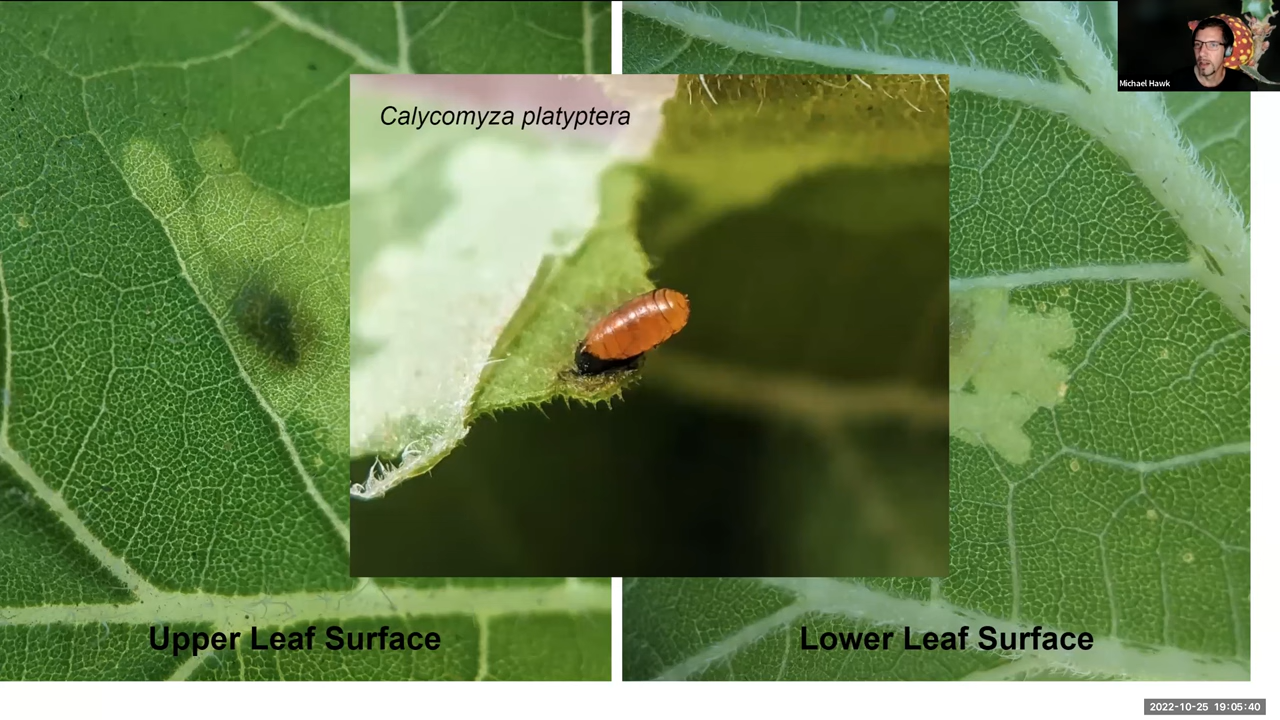 Michael Hawk
Calycomyza platyptera
Upper Leaf Surface
Lower Leaf Surface
2022-10-25 19:05:40